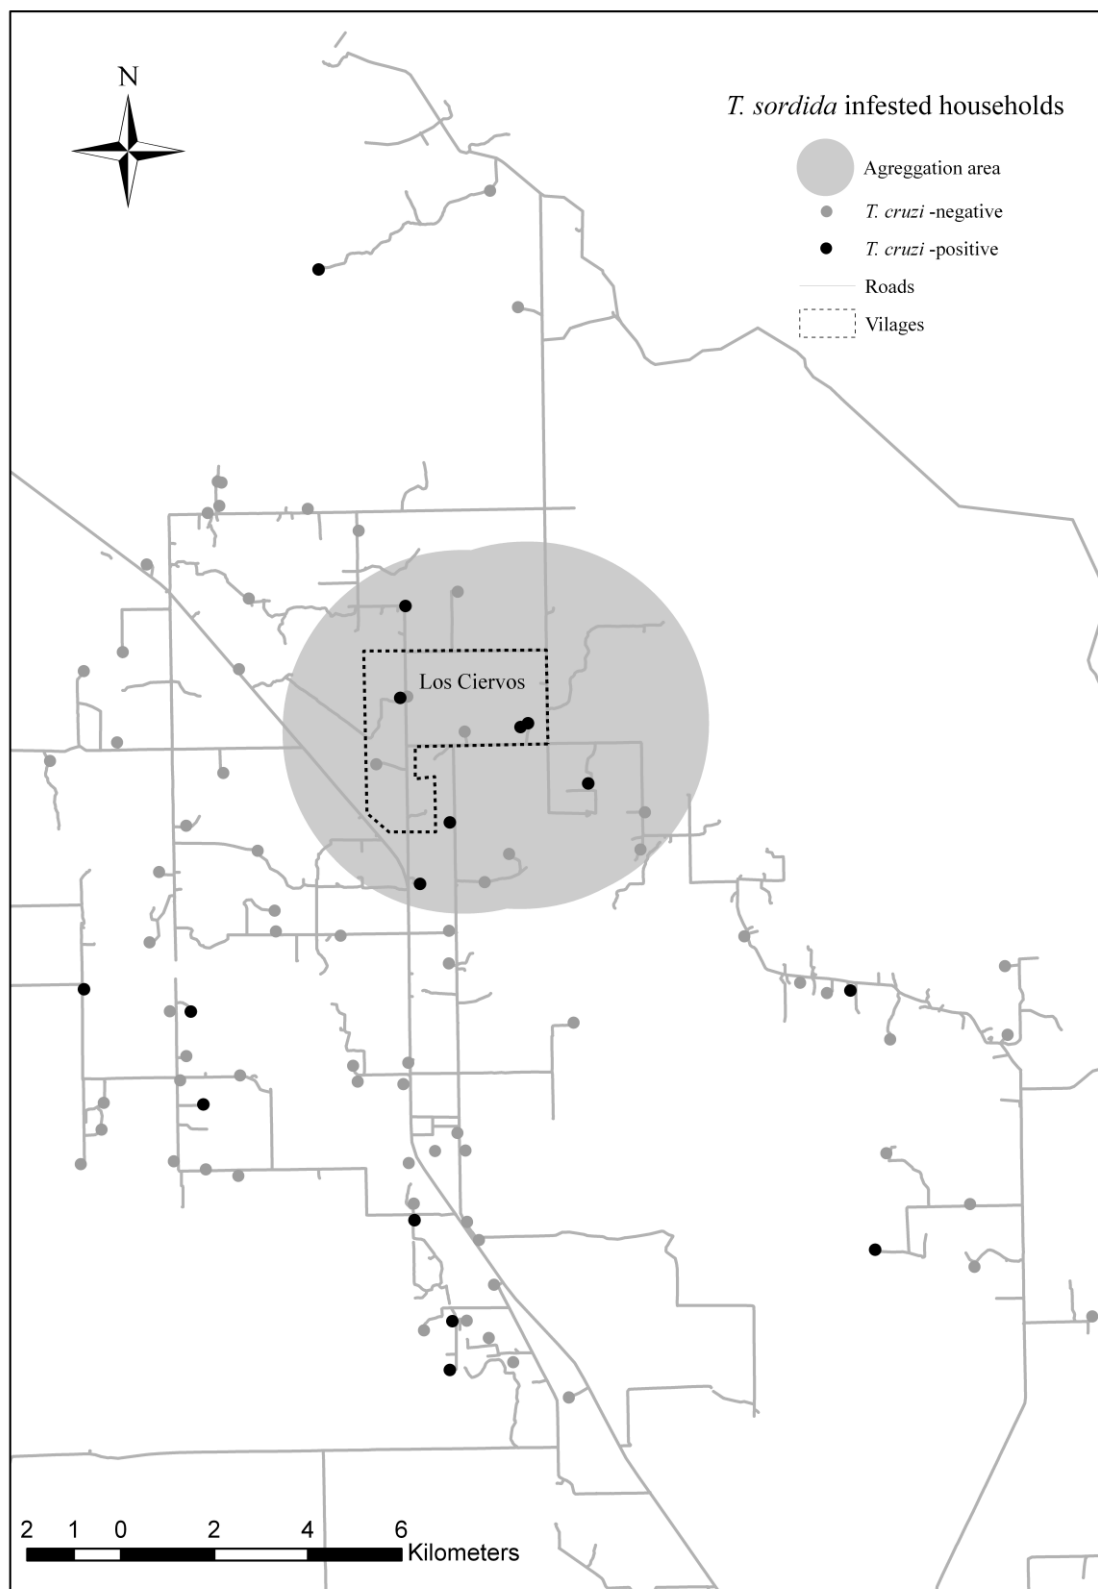 N
T. sordida infested households
Agreggation area
T. cruzi -negative
T. cruzi -positive
Roads
Vilages
Los Ciervos
2 1 0 2 4 6
Kilometers